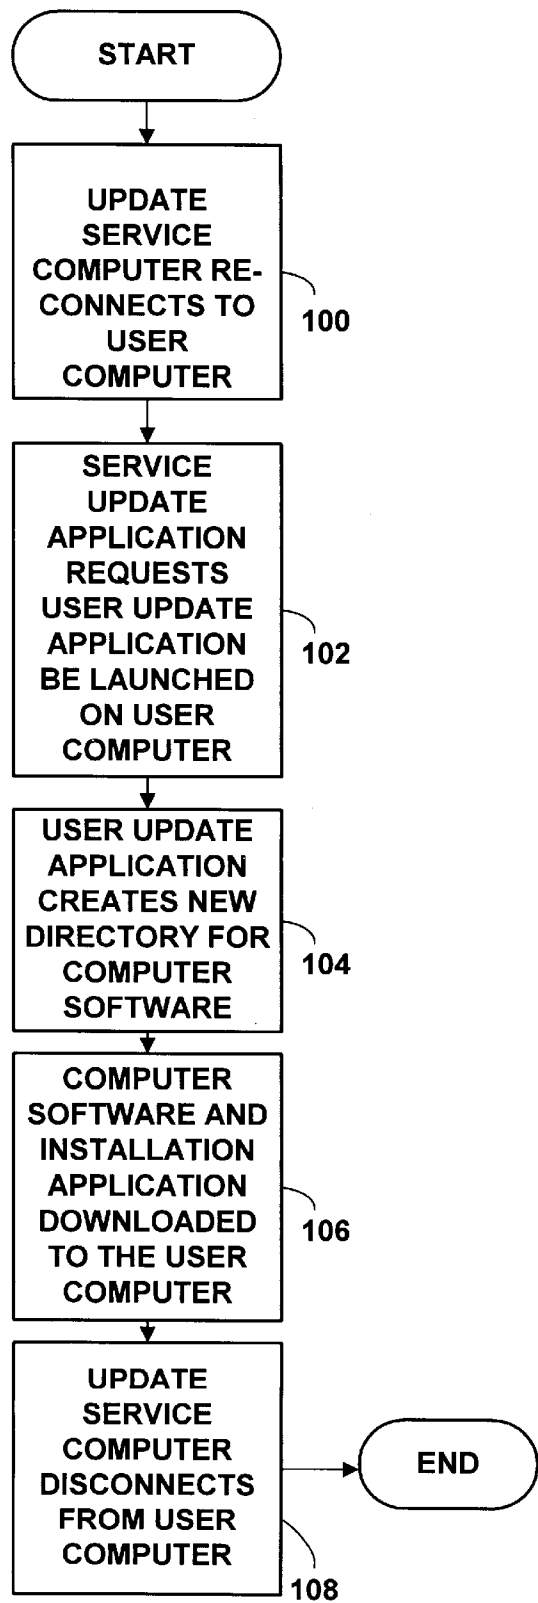 START
UPDATE
SERVICE
COMPUTER RE-
CONNECTS TO
USER
COMPUTER
100
SERVICE
UPDATE
APPLICATION
REQUESTS
USER UPDATE
APPLICATION
BE LAUNCHED
ON USER
COMPUTER
102
USER UPDATE
APPLICATION
CREATES NEW
DIRECTORY FOR
COMPUTER
SOFTWARE
104
COMPUTER
SOFTWARE AND
INSTALLATION
APPLICATION
DOWNLOADED
TO THE USER
COMPUTER
106
UPDATE
SERVICE
COMPUTER
DISCONNECTS
FROM USER
COMPUTER
108
END